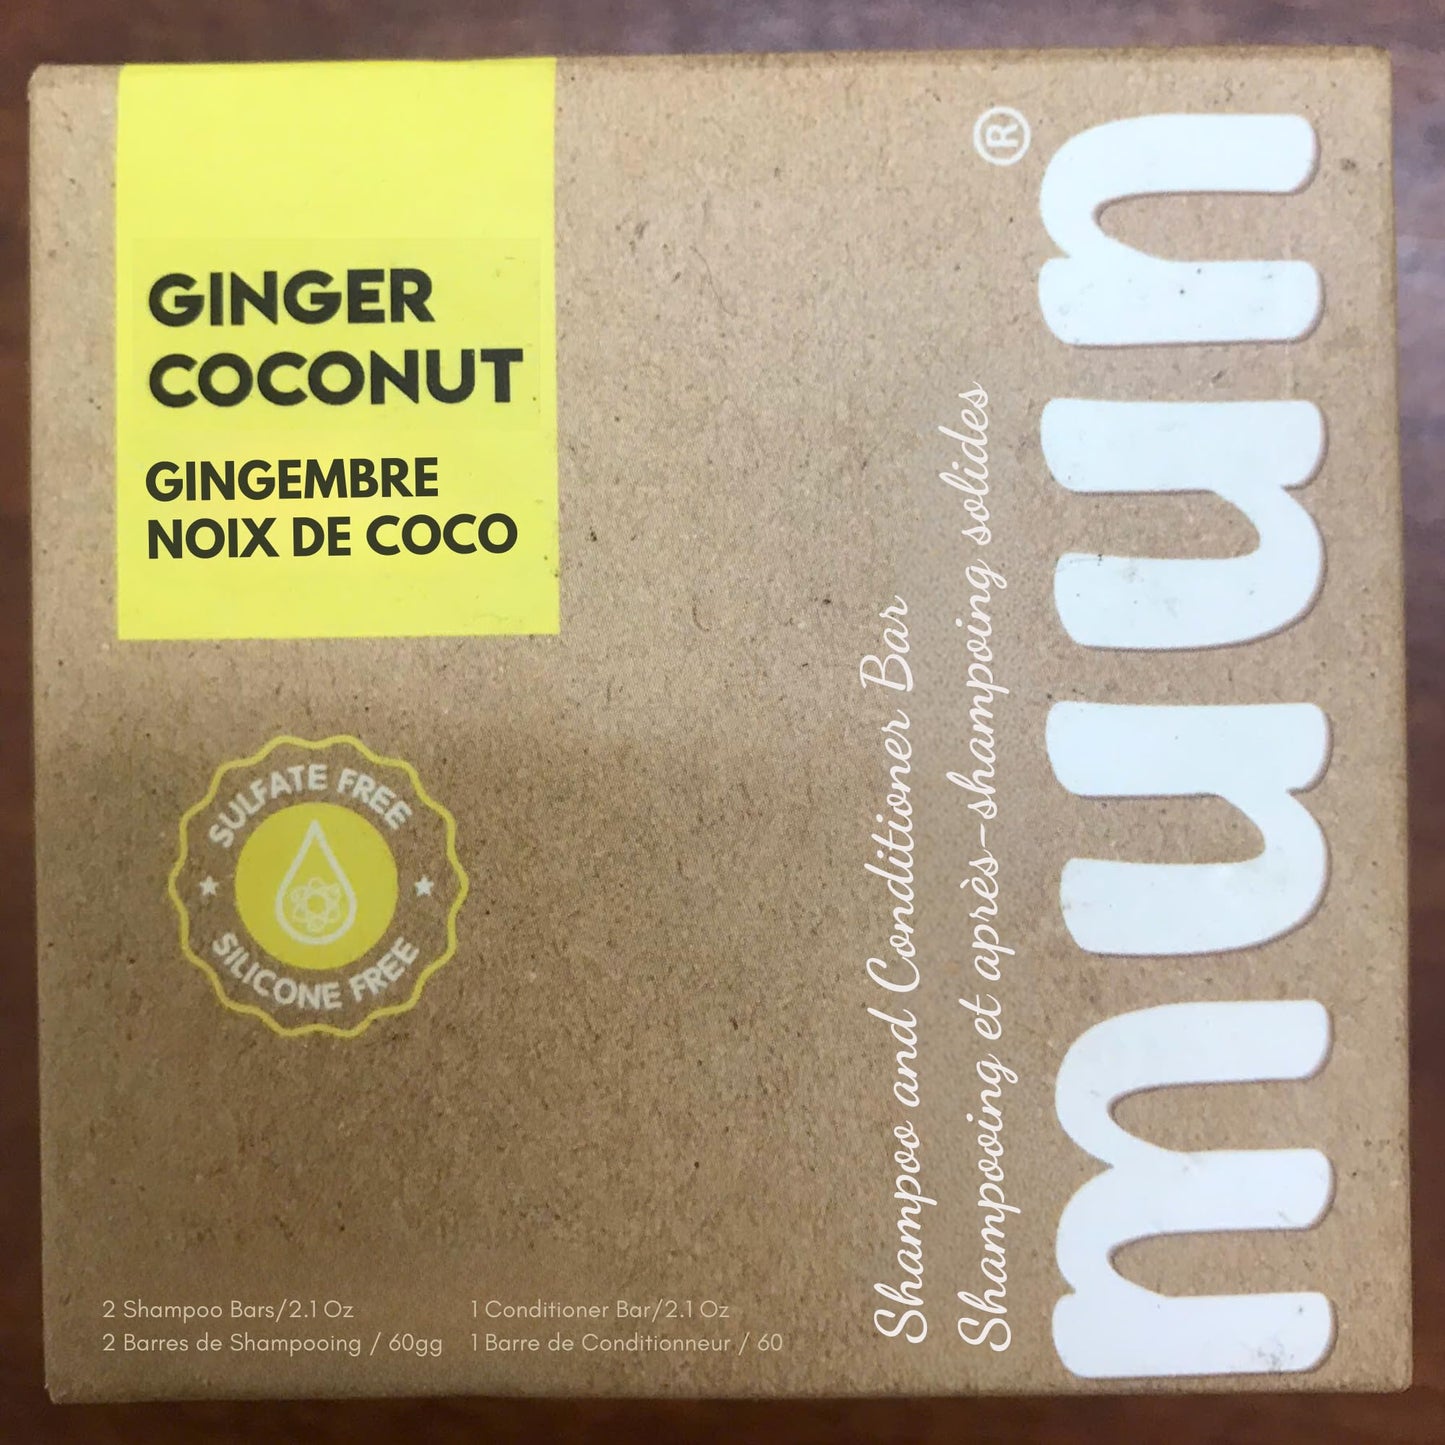 GINGER
COCONUT
GINGEMBRE
NOIX DE COCO
SULFATE FREE
SILICONE FREE
2 Shampoo Bars/2.1 Oz
2 Barres de Shampooing / 60gg
1 Conditioner Bar/2.1 Oz
1 Barre de Conditionneur / 60
Shampoo and Conditioner Bar
Shampooing et après-shampoing solides
muun®